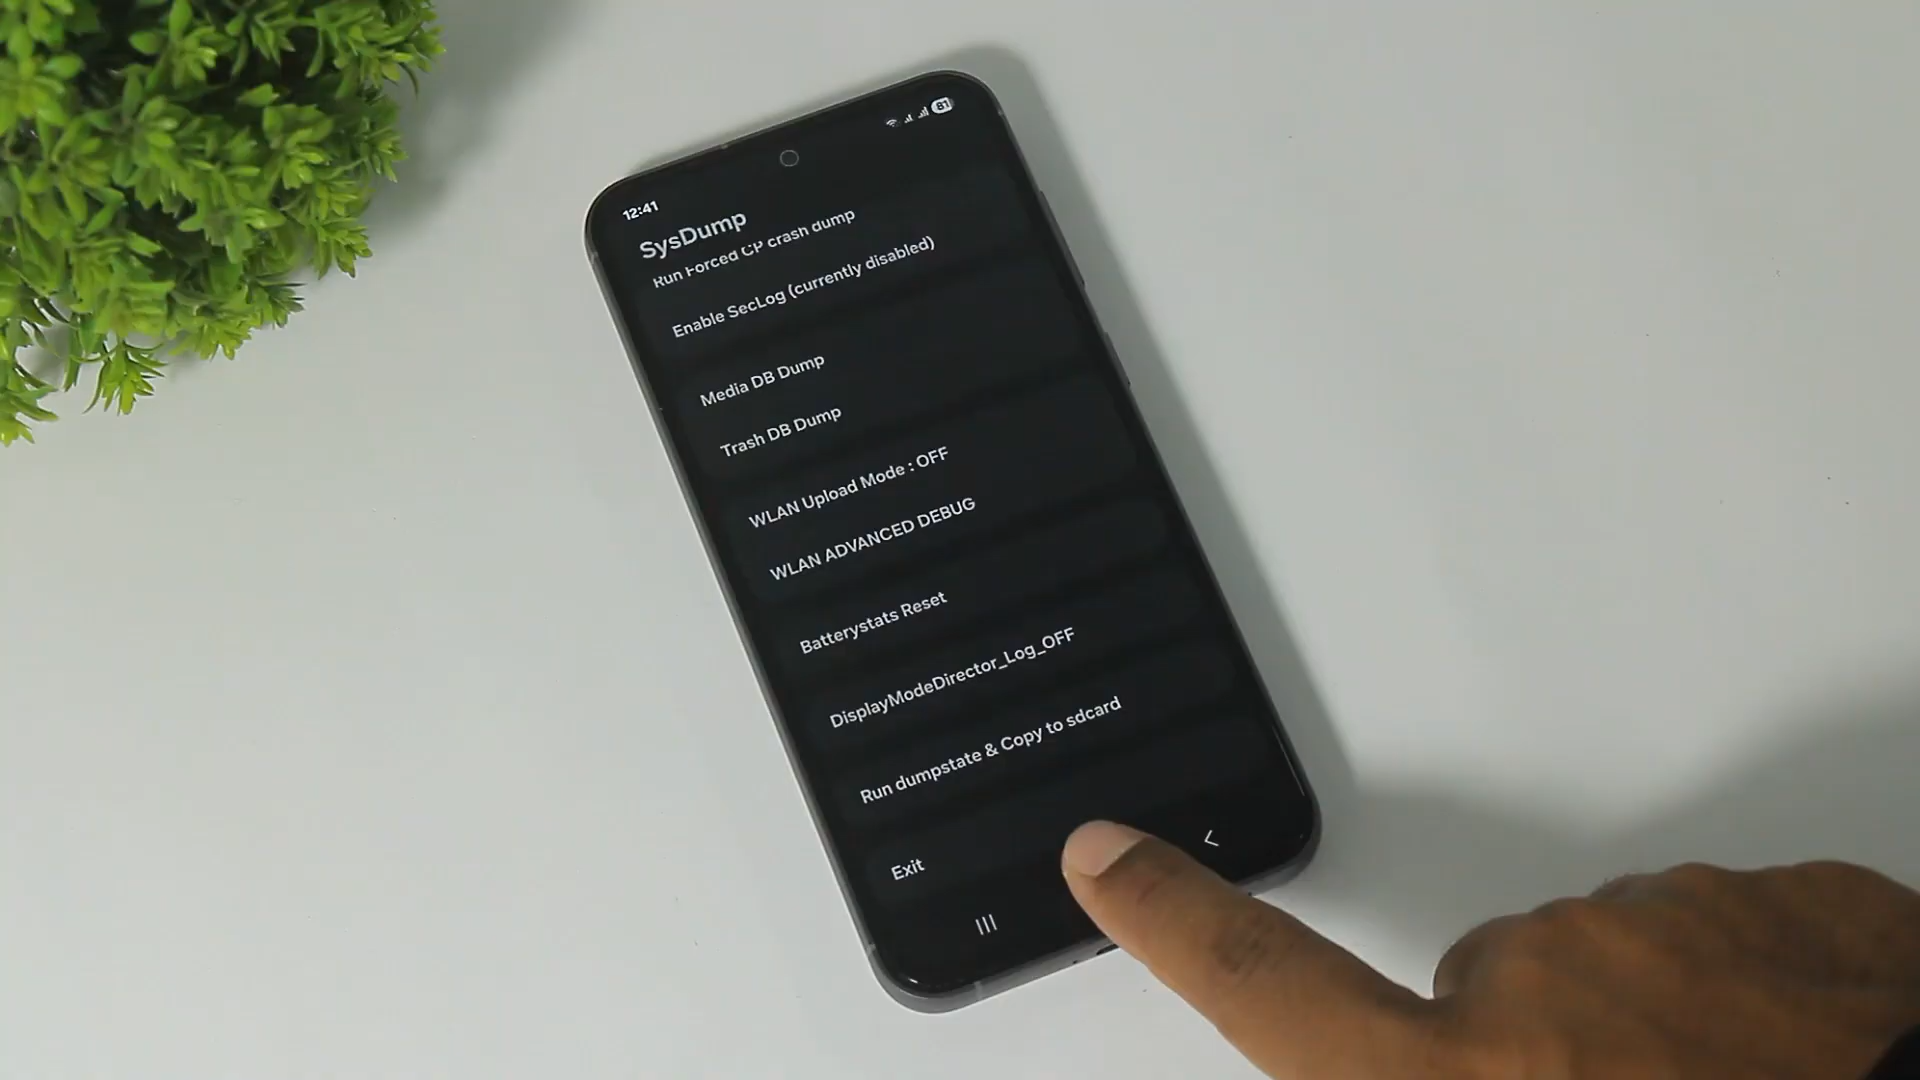 12:41
81
SysDump
Run Forced CP crash dump
Enable SecLog (currently disabled)
Media DB Dump
Trash DB Dump
WLAN Upload Mode : OFF
WLAN ADVANCED DEBUG
Batterystats Reset
DisplayModeDirector_Log_OFF
Run dumpstate & Copy to sdcard
Exit